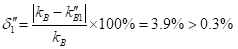 δ₁″ = |k_B − k″_B1| / k_B × 100% = 3.9% > 0.3%